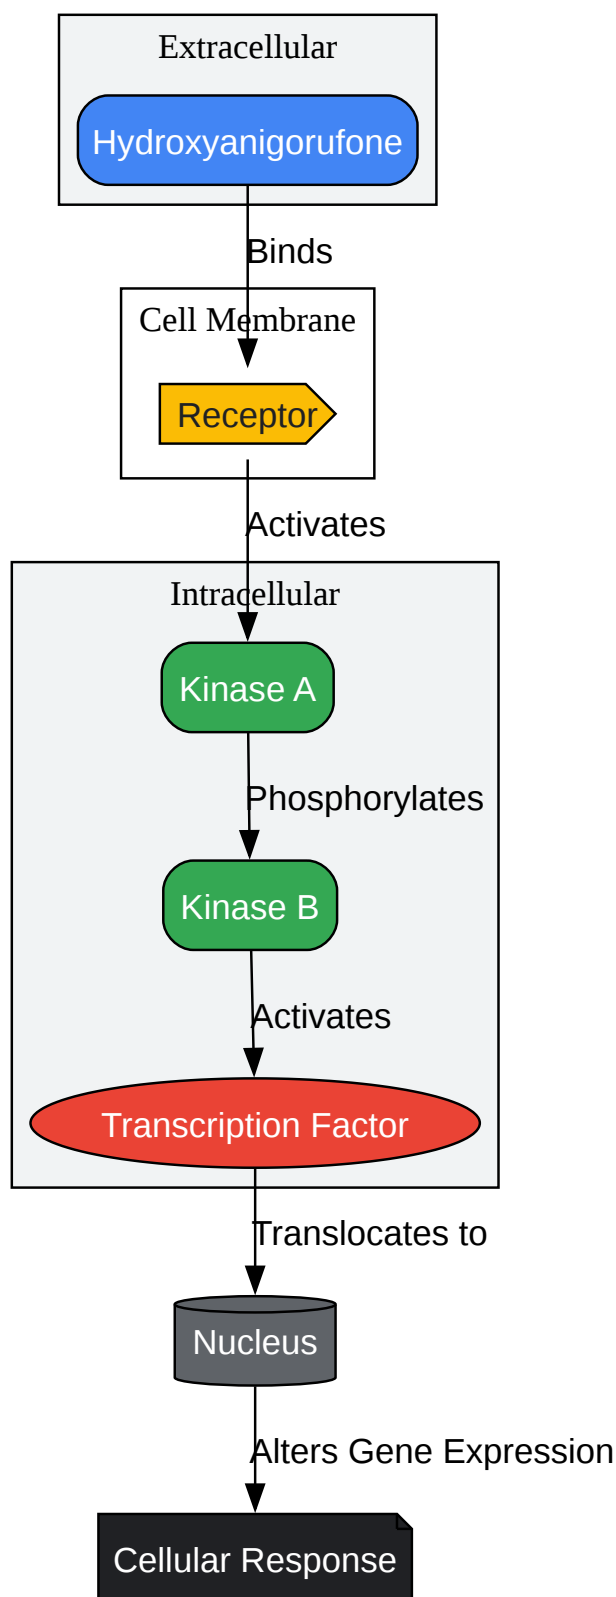 Extracellular
Hydroxyanigorufone
Binds
Cell Membrane
Receptor
Activates
Intracellular
Kinase A
Phosphorylates
Kinase B
Activates
Transcription Factor
Translocates to
Nucleus
Alters Gene Expression
Cellular Response